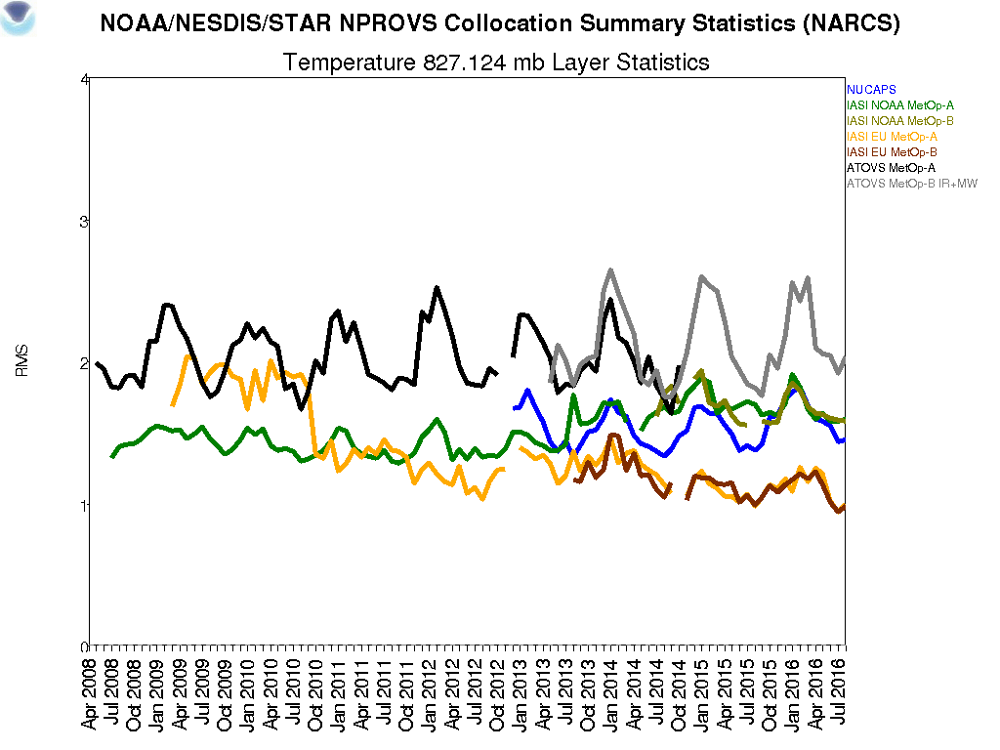 NOAA/NESDIS/STAR NPROVS Collocation Summary Statistics (NARCS)
Temperature 827.124 mb Layer Statistics
NUCAPS
IASI NOAA MetOp-A
IASI NOAA MetOp-B
IASI EU MetOp-A
IASI EU MetOp-B
ATOVS MetOp-A
ATOVS MetOp-B IR+MW
4
3
2
1
0
RMS
Apr 2008
Jul 2008
Oct 2008
Jan 2009
Apr 2009
Jul 2009
Oct 2009
Jan 2010
Apr 2010
Jul 2010
Oct 2010
Jan 2011
Apr 2011
Jul 2011
Oct 2011
Jan 2012
Apr 2012
Jul 2012
Oct 2012
Jan 2013
Apr 2013
Jul 2013
Oct 2013
Jan 2014
Apr 2014
Jul 2014
Oct 2014
Jan 2015
Apr 2015
Jul 2015
Oct 2015
Jan 2016
Apr 2016
Jul 2016